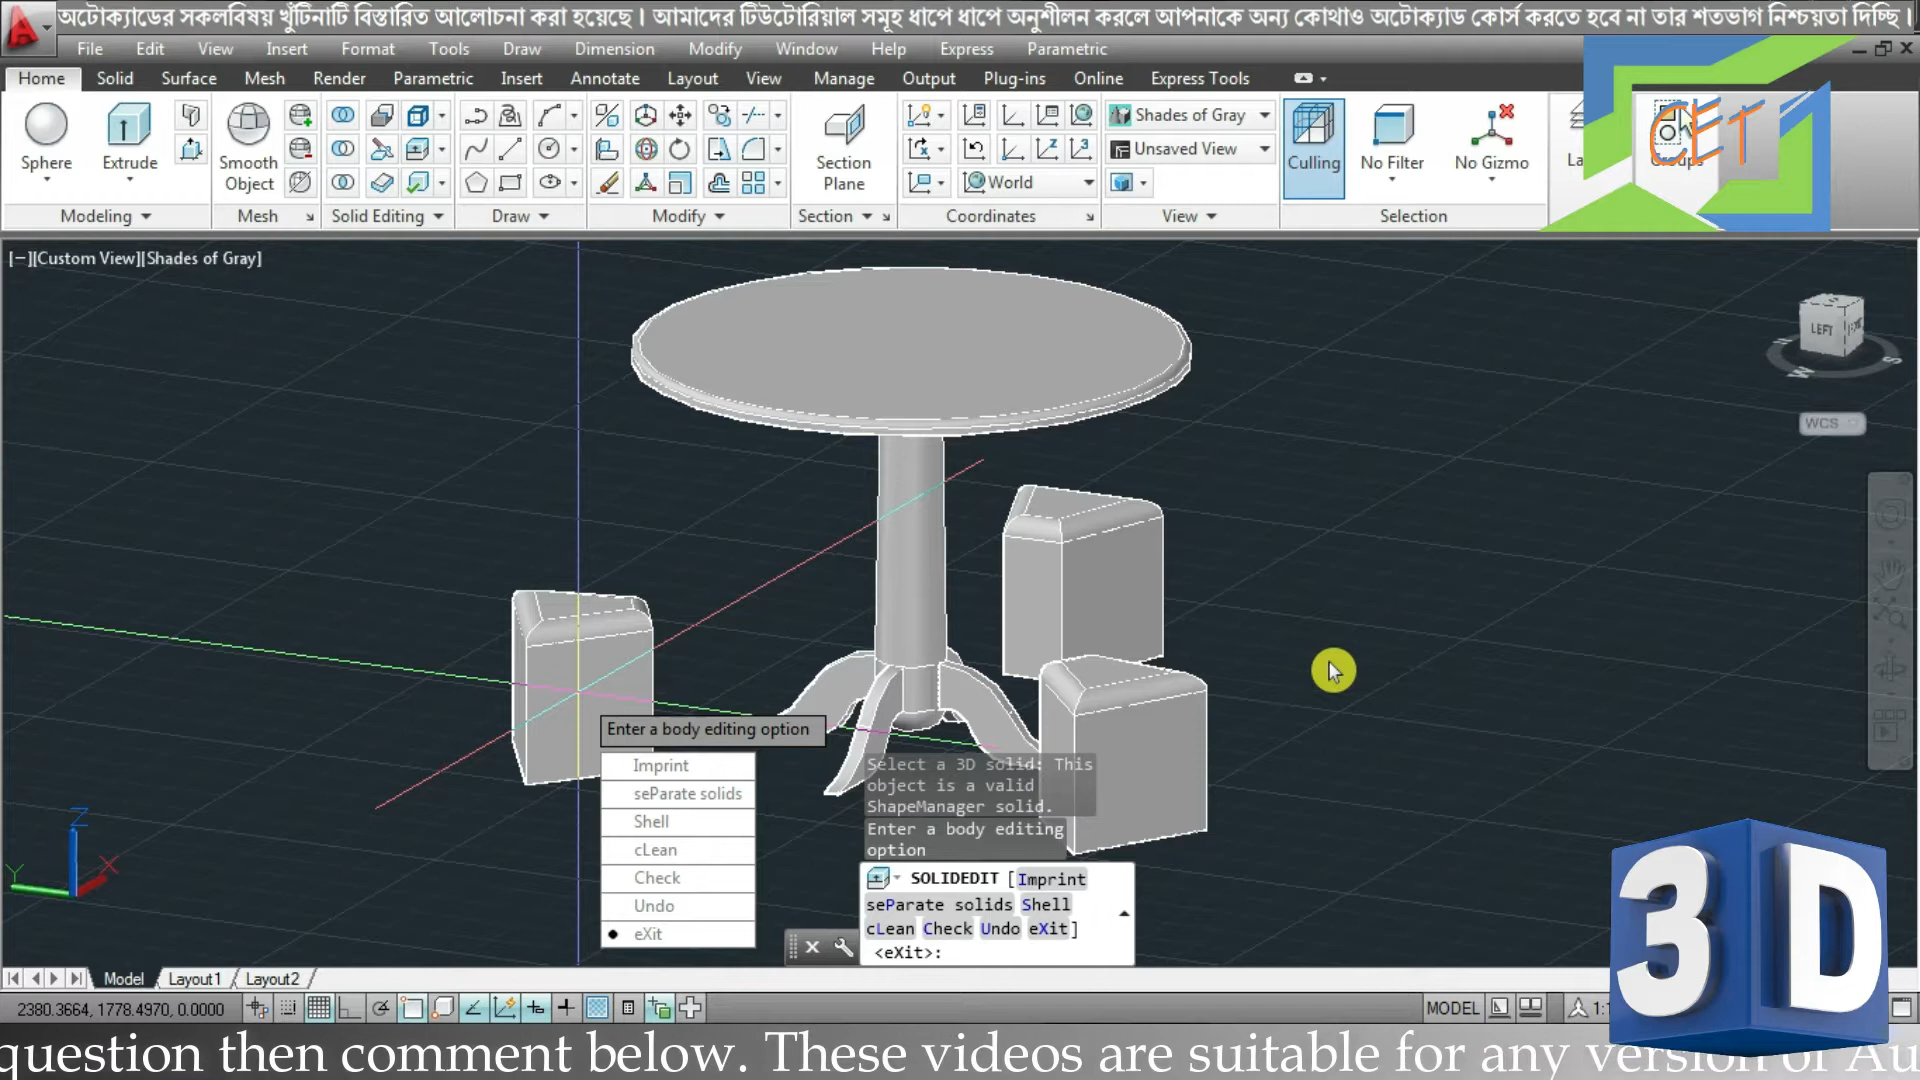 অটোক্যাডের সকলবিষয় খুঁটিনাটি বিস্তারিত আলোচনা করা হয়েছে। আমাদের টিউটোরিয়াল সমূহ ধাপে ধাপে অনুশীলন করলে আপনাকে অন্য কোথাও অটোক্যাড কোর্স করতে হবে না তার শতভাগ নিশ্চয়তা দিচ্ছি।
File Edit View Insert Format Tools Draw Dimension Modify Window Help Express Parametric
Home Solid Surface Mesh Render Parametric Insert Annotate Layout View Manage Output Plug-ins Online Express Tools
Sphere Extrude Smooth Object Section Plane Shades of Gray Unsaved View World Culling No Filter No Gizmo Groups
CET
Modeling Mesh Solid Editing Draw Modify Section Coordinates View Selection
[−][Custom View][Shades of Gray]
LEFT
W S
WCS
Enter a body editing option
Imprint
seParate solids
Shell
cLean
Check
Undo
eXit
Select a 3D solid: This
object is a valid
ShapeManager solid.
Enter a body editing
option
SOLIDEDIT [Imprint
seParate solids Shell
cLean Check Undo eXit]
<eXit>:
Z
Y X
3D
Model Layout1 Layout2
2380.3664, 1778.4970, 0.0000 MODEL
question then comment below. These videos are suitable for any version of Au